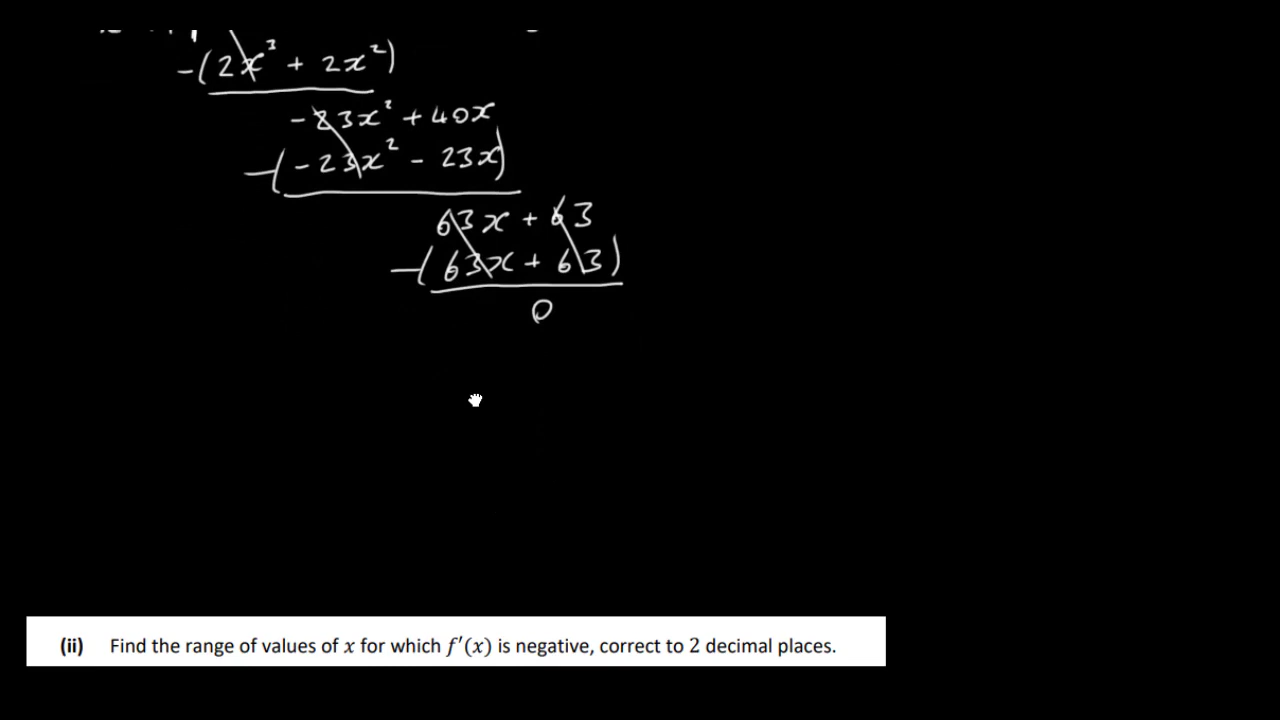 -(2x³ + 2x²)
-23x² + 40x
-(-23x² - 23x)
63x + 63
-(63x + 63)
0
(ii) Find the range of values of x for which f′(x) is negative, correct to 2 decimal places.